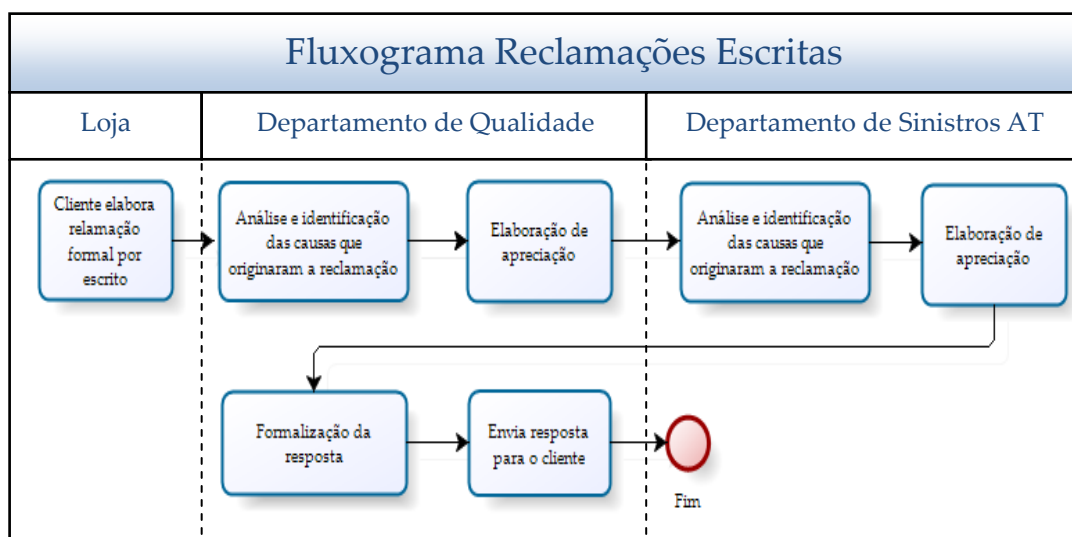 Fluxograma Reclamações Escritas
Loja
Departamento de Qualidade
Departamento de Sinistros AT
Cliente elabora
relamação
formal por
escrito
Análise e identificação
das causas que
originaram a reclamação
Elaboração de
apreciação
Análise e identificação
das causas que
originaram a reclamação
Elaboração de
apreciação
Formalização da
resposta
Envia resposta
para o cliente
Fim